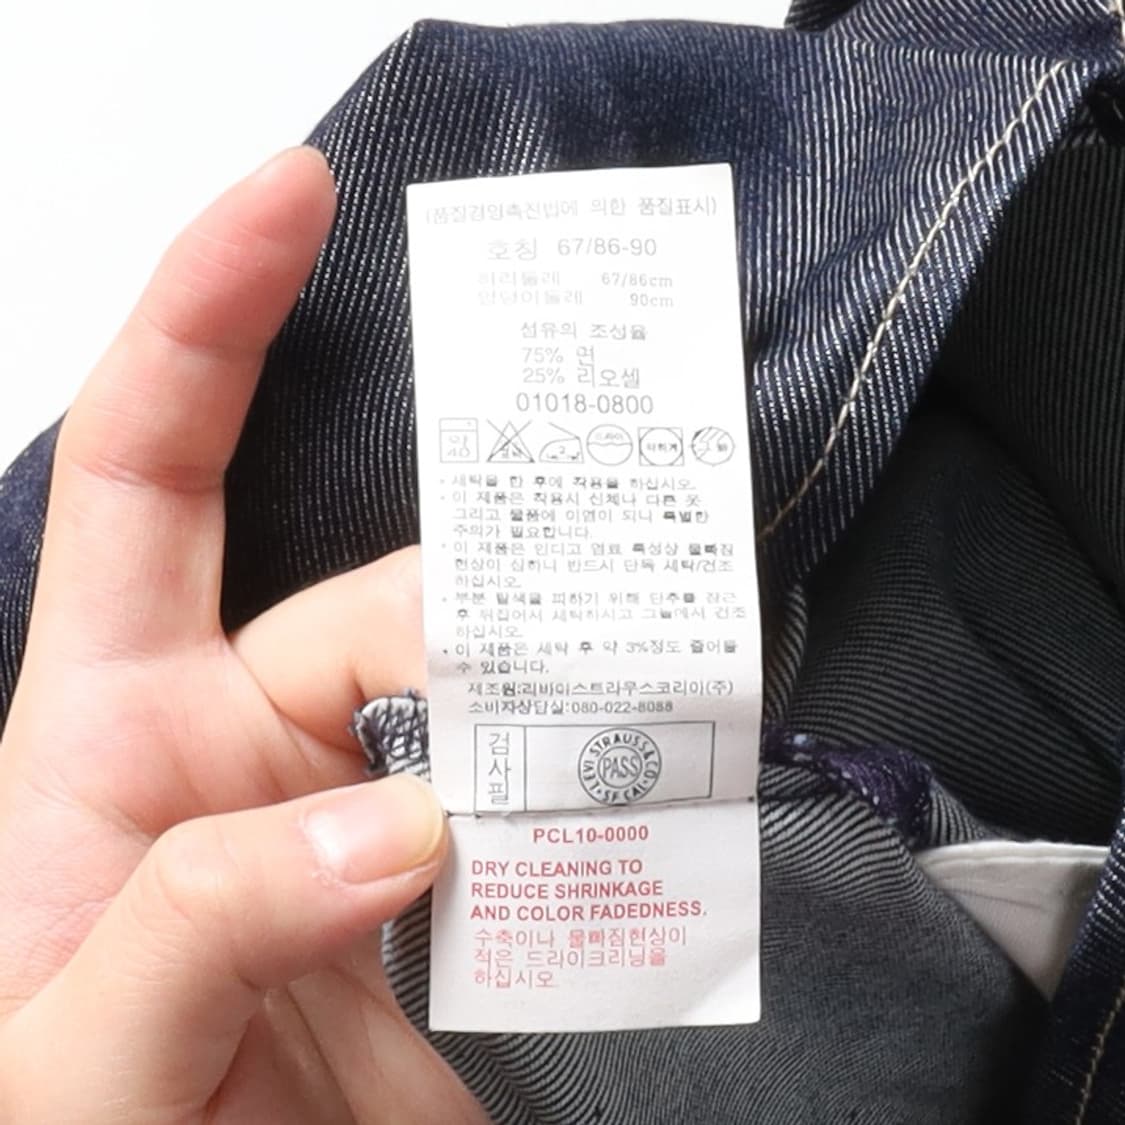 (품질경영촉진법에 의한 품질표시)
호칭 67/86-90
허리둘레 67/86cm
엉덩이둘레 90cm
섬유의 조성율
75% 면
25% 리오셀
01018-0800
약 40
드라이
약하게
· 세탁을 한 후에 착용을 하십시오.
· 이 제품은 착용시 신체나 다른 옷
그리고 물품에 이염이 되니 특별한
주의가 필요합니다.
· 이 제품은 인디고 염료 특성상 물빠짐
현상이 심하니 반드시 단독 세탁/건조
하십시오.
· 부분 탈색을 피하기 위해 단추를 잠근
후 뒤집어서 세탁하시고 그늘에서 건조
하십시오.
· 이 제품은 세탁 후 약 3%정도 줄어들
수 있습니다.
제조원:리바이스트라우스코리아(주)
소비자상담실:080-022-8088
검사필
LEVI STRAUSS & CO.
PASS
S.F. CAL.
PCL10-0000
DRY CLEANING TO
REDUCE SHRINKAGE
AND COLOR FADEDNESS.
수축이나 물빠짐현상이
적은 드라이크리닝을
하십시오